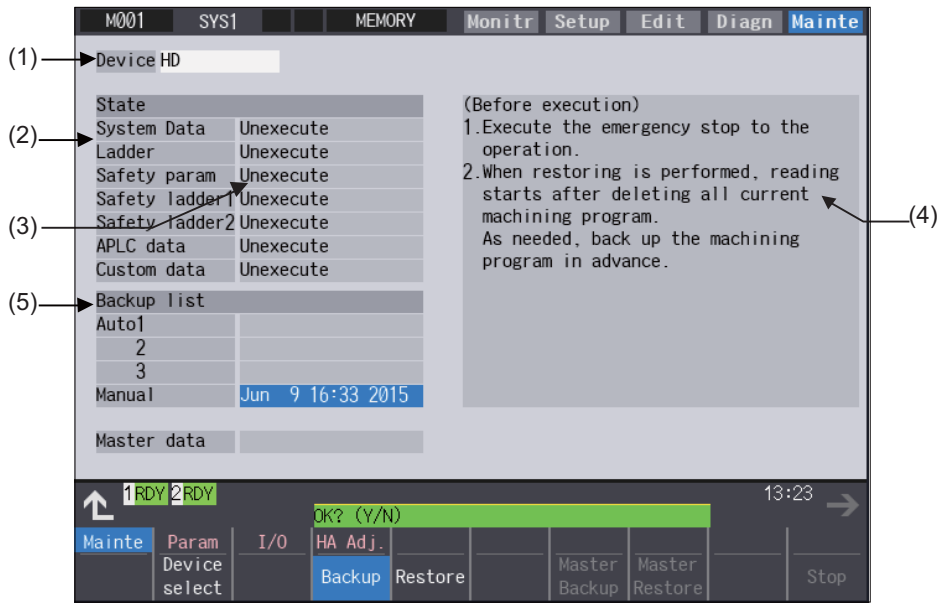 M001 SYS1 MEMORY Monitr Setup Edit Diagn Mainte
(1) Device HD
State
(2) System Data Unexecute
Ladder Unexecute
Safety param Unexecute
Safety ladder1 Unexecute
(3) Safety ladder2 Unexecute
APLC data Unexecute
Custom data Unexecute
(5) Backup list
Auto1
2
3
Manual Jun 9 16:33 2015
Master data
(Before execution)
1.Execute the emergency stop to the
operation.
2.When restoring is performed, reading
starts after deleting all current
machining program.
(4)
As needed, back up the machining
program in advance.
1RDY 2RDY 13:23
OK? (Y/N)
Mainte Param I/O HA Adj.
Device select Backup Restore Master Backup Master Restore Stop